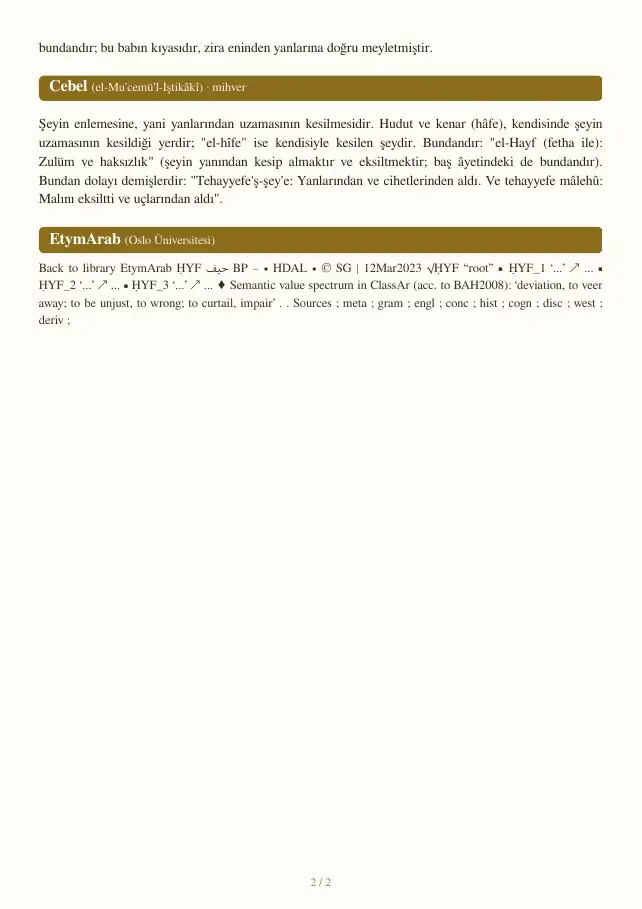 bundandır; bu babın kıyasıdır, zira eninden yanlarına doğru meyletmiştir.
Cebel (el-Mu'cemü'l-İştikâkî) · mihver
Şeyin enlemesine, yani yanlarından uzamasının kesilmesidir. Hudut ve kenar (hâfe), kendisinde şeyin
uzamasının kesildiği yerdir; "el-hîfe" ise kendisiyle kesilen şeydir. Bundandır: "el-Hayf (fetha ile):
Zulüm ve haksızlık" (şeyin yanından kesip almaktır ve eksiltmektir; baş âyetindeki de bundandır).
Bundan dolayı demişlerdir: "Tehayyefe'ş-şey'e: Yanlarından ve cihetlerinden aldı. Ve tehayyefe mâlehû:
Malını eksiltti ve uçlarından aldı".
EtymArab (Oslo Üniversitesi)
Back to library EtymArab ḤYF حيف BP – • HDAL • © SG | 12Mar2023 √ḤYF “root” ▪ ḤYF_1 ‘...’ ↗ ... ▪
ḤYF_2 ‘...’ ↗ ... ▪ ḤYF_3 ‘...’ ↗ ... ♦ Semantic value spectrum in ClassAr (acc. to BAH2008): ‘deviation, to veer
away; to be unjust, to wrong; to curtail, impair’ . . Sources ; meta ; gram ; engl ; conc ; hist ; cogn ; disc ; west ;
deriv ;
2 / 2